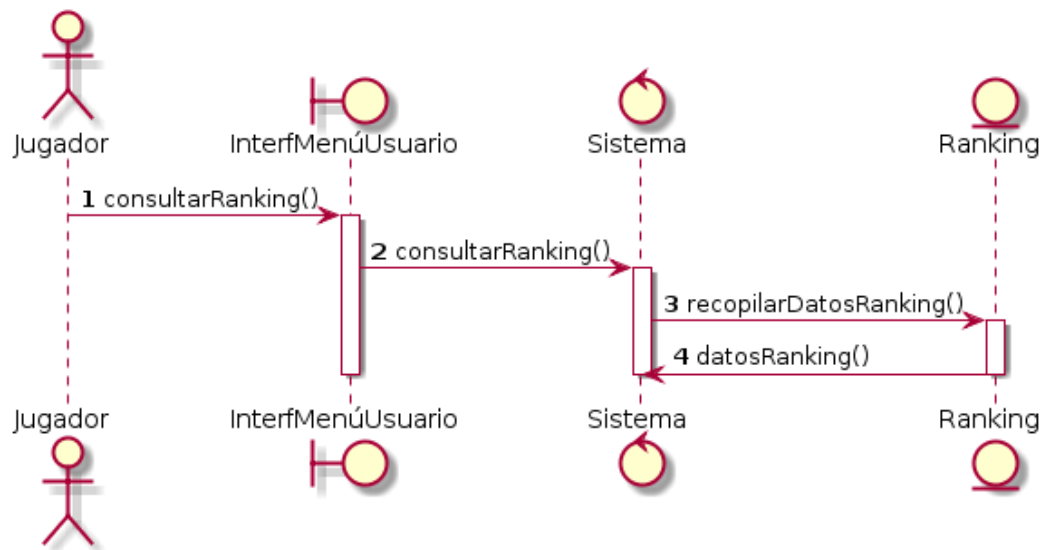 Jugador
InterfMenúUsuario
Sistema
Ranking
1 consultarRanking()
2 consultarRanking()
3 recopilarDatosRanking()
4 datosRanking()
Jugador
InterfMenúUsuario
Sistema
Ranking